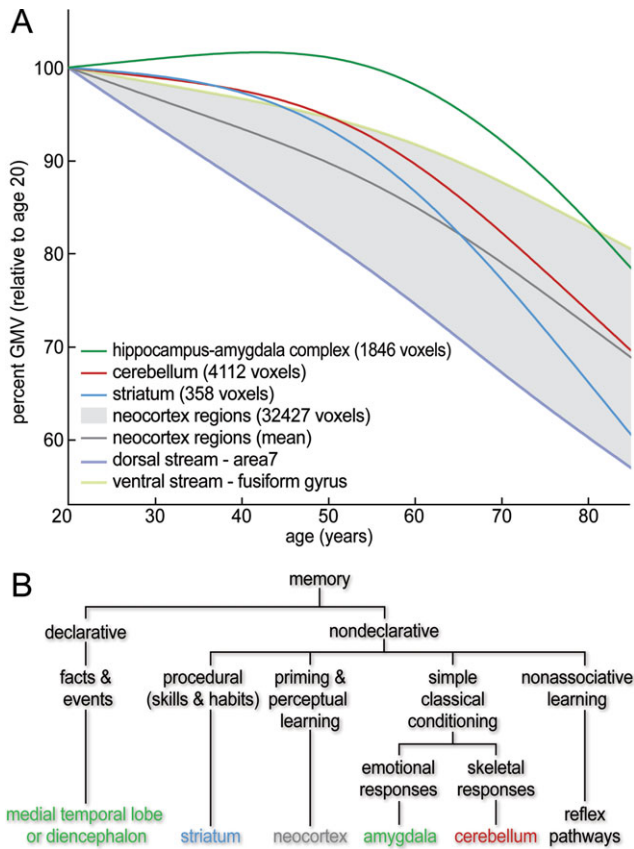 A
percent GMV (relative to age 20)
100
90
80
70
60
hippocampus-amygdala complex (1846 voxels)
cerebellum (4112 voxels)
striatum (358 voxels)
neocortex regions (32427 voxels)
neocortex regions (mean)
dorsal stream - area7
ventral stream - fusiform gyrus
20 30 40 50 60 70 80
age (years)
B
memory
declarative nondeclarative
facts & procedural priming & simple nonassociative
events (skills & habits) perceptual classical learning
learning conditioning
emotional skeletal
responses responses
medial temporal lobe reflex
or diencephalon striatum neocortex amygdala cerebellum pathways